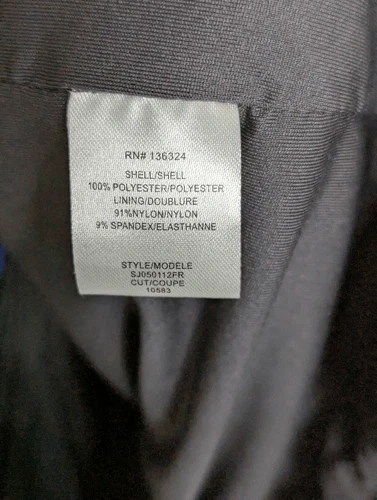 RN# 136324
SHELL/SHELL
100% POLYESTER/POLYESTER
LINING/DOUBLURE
91%NYLON/NYLON
9% SPANDEX/ELASTHANNE
STYLE/MODELE
SJ050112FR
CUT/COUPE
10583